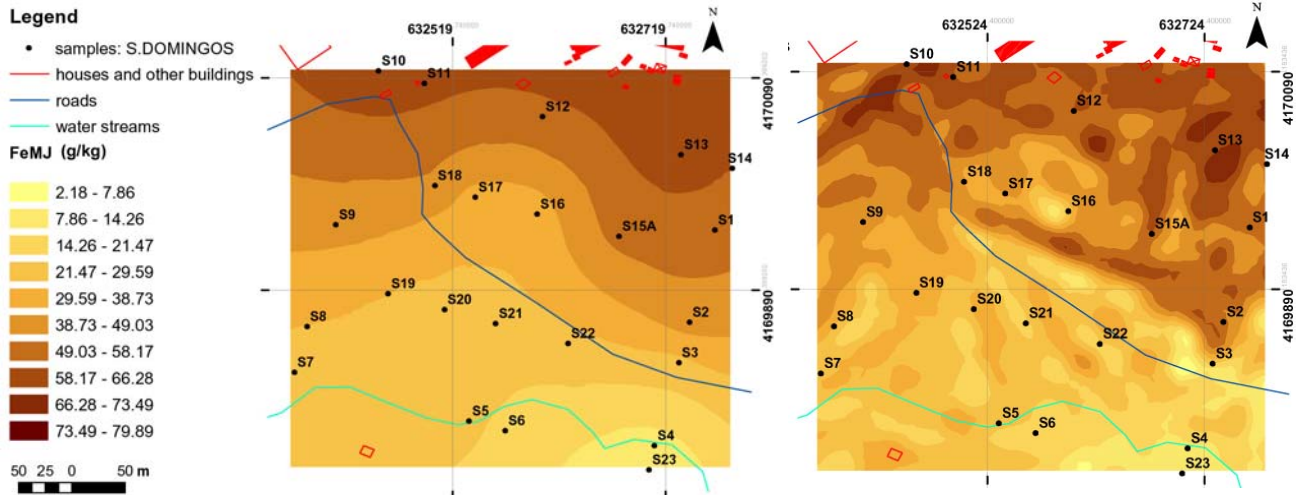 Legend
samples: S.DOMINGOS
houses and other buildings
roads
water streams
FeMJ (g/kg)
2.18 - 7.86
7.86 - 14.26
14.26 - 21.47
21.47 - 29.59
29.59 - 38.73
38.73 - 49.03
49.03 - 58.17
58.17 - 66.28
66.28 - 73.49
73.49 - 79.89
50 25 0 50 m
632519
632719
N
4170090
4169890
S10
S11
S12
S13
S14
S18
S17
S16
S9
S15A
S1
S19
S20
S21
S2
S8
S22
S3
S7
S5
S6
S4
S23
632524
632724
N
4170090
4169890
S10
S11
S12
S13
S14
S18
S17
S16
S9
S15A
S1
S19
S20
S21
S2
S8
S22
S3
S7
S5
S6
S4
S23